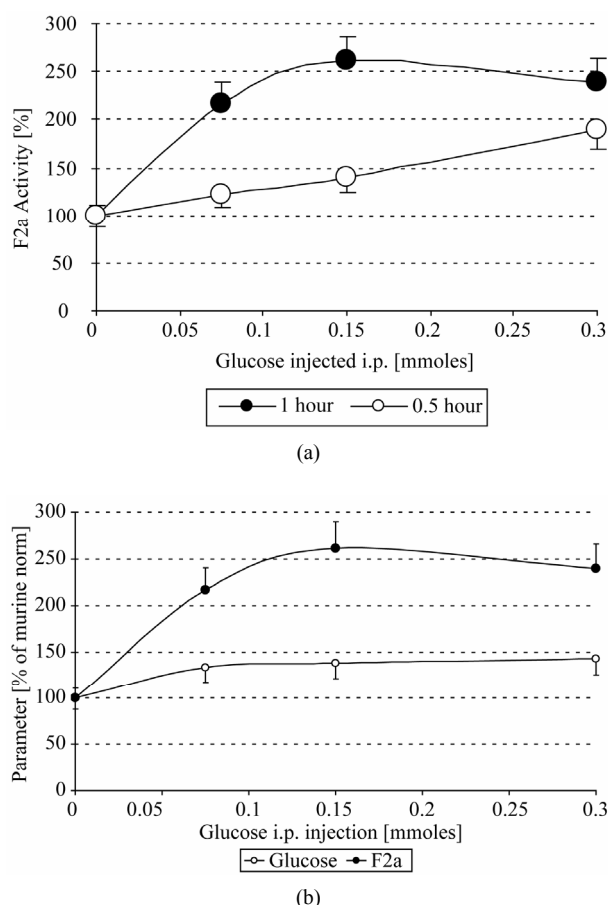 300
250
200
150
100
50
0
F2a Activity [%]
0 0.05 0.1 0.15 0.2 0.25 0.3
Glucose injected i.p. [mmoles]
1 hour 0.5 hour
(a)
300
250
200
150
100
50
0
Parameter [% of murine norm]
0 0.05 0.1 0.15 0.2 0.25 0.3
Glucose i.p. injection [mmoles]
Glucose F2a
(b)